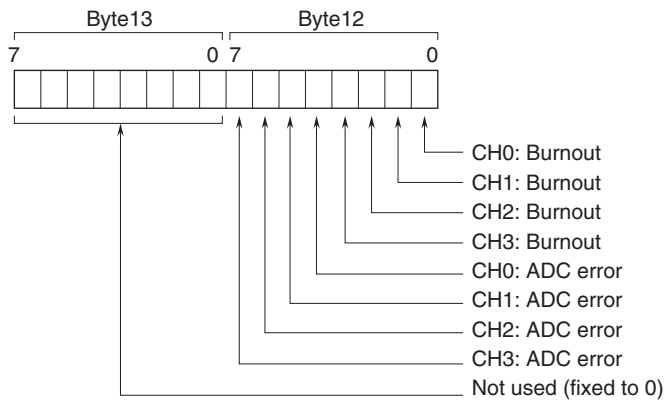 Byte13 Byte12
7 0 7 0
CH0: Burnout
CH1: Burnout
CH2: Burnout
CH3: Burnout
CH0: ADC error
CH1: ADC error
CH2: ADC error
CH3: ADC error
Not used (fixed to 0)